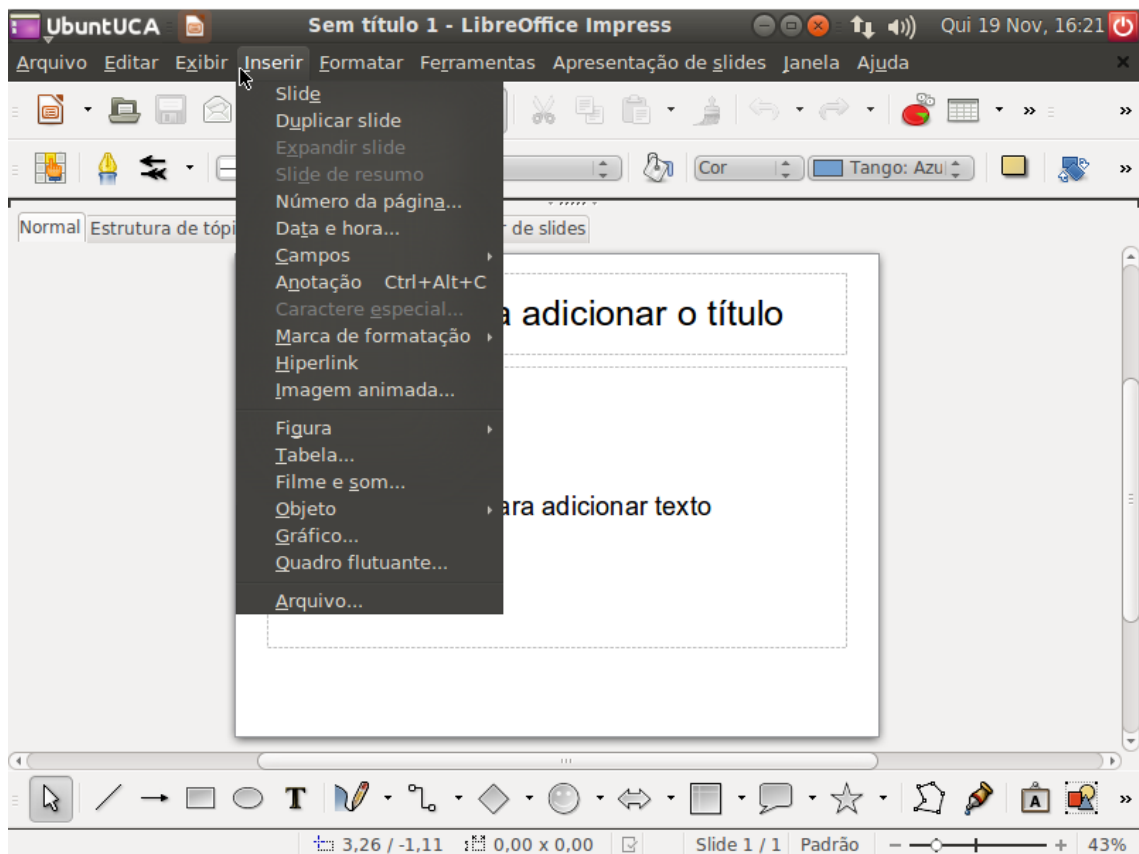 UbuntUCA Sem título 1 - LibreOffice Impress Qui 19 Nov, 16:21
Arquivo Editar Exibir Inserir Formatar Ferramentas Apresentação de slides Janela Ajuda
Slide
Duplicar slide
Expandir slide
Slide de resumo
Número da página...
Data e hora...
Campos
Anotação Ctrl+Alt+C
Caractere especial...
Marca de formatação
Hiperlink
Imagem animada...
Figura
Tabela...
Filme e som...
Objeto
Gráfico...
Quadro flutuante...
Arquivo...
Cor Tango: Azu
Normal Estrutura de tópi r de slides
a adicionar o título
ara adicionar texto
T
A
3,26 / -1,11 0,00 x 0,00 Slide 1 / 1 Padrão 43%